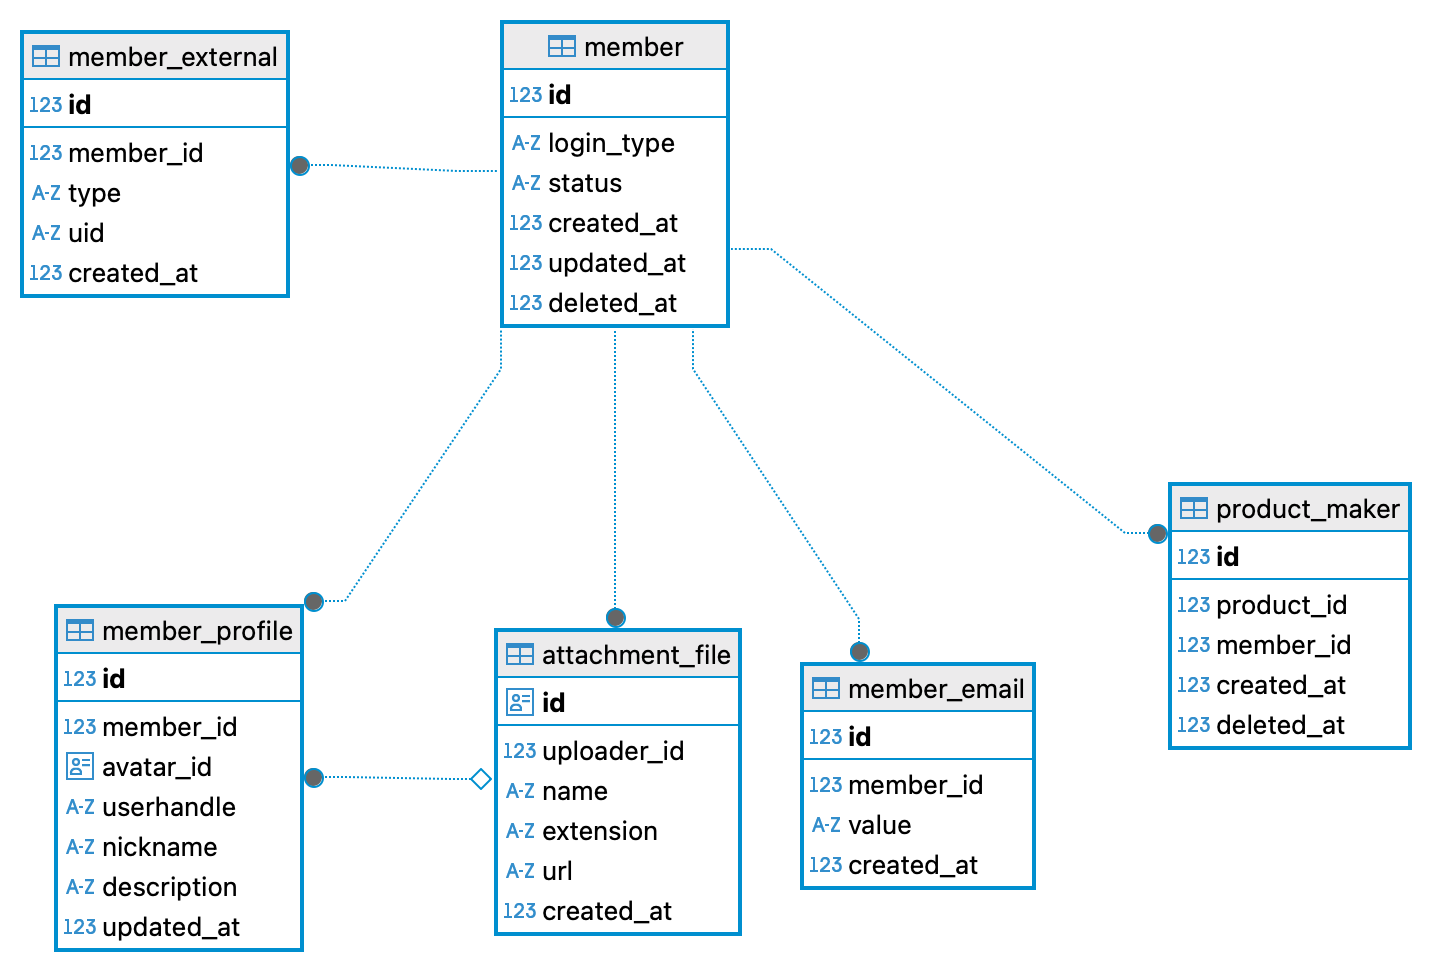 member_external
123 id
123 member_id
A-Z type
A-Z uid
123 created_at
member
123 id
A-Z login_type
A-Z status
123 created_at
123 updated_at
123 deleted_at
member_profile
123 id
123 member_id
avatar_id
A-Z userhandle
A-Z nickname
A-Z description
123 updated_at
attachment_file
id
123 uploader_id
A-Z name
A-Z extension
A-Z url
123 created_at
member_email
123 id
123 member_id
A-Z value
123 created_at
product_maker
123 id
123 product_id
123 member_id
123 created_at
123 deleted_at